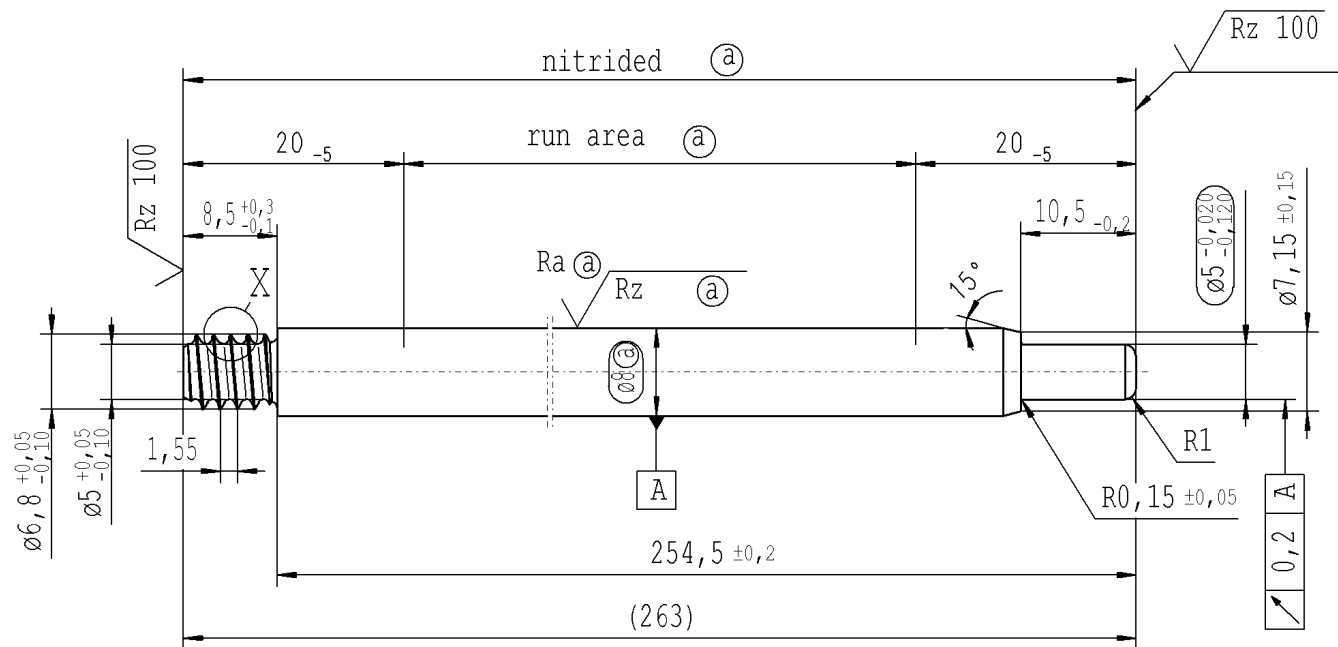 Rz 100
nitrided ⓐ
run area ⓐ
20 -5
20 -5
Rz 100
8,5 +0,3 -0,1
10,5 -0,2
ø5 -0,020 -0,120
ø7,15 ±0,15
X
Ra ⓐ
Rz ⓐ
15°
ø8 ⓐ
ø6,8 +0,05 -0,10
ø5 +0,05 -0,10
1,55
A
R1
R0,15 ±0,05
0,2 A
254,5 ±0,2
(263)